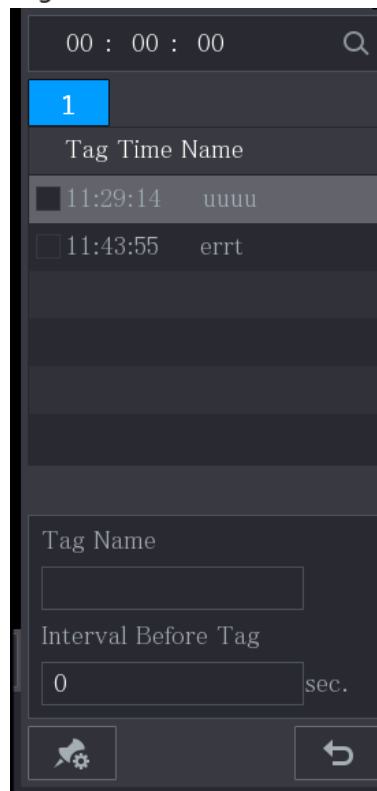 00 : 00 : 00
1
Tag Time Name
11:29:14 uuuu
11:43:55 errt
Tag Name
Interval Before Tag
0 sec.